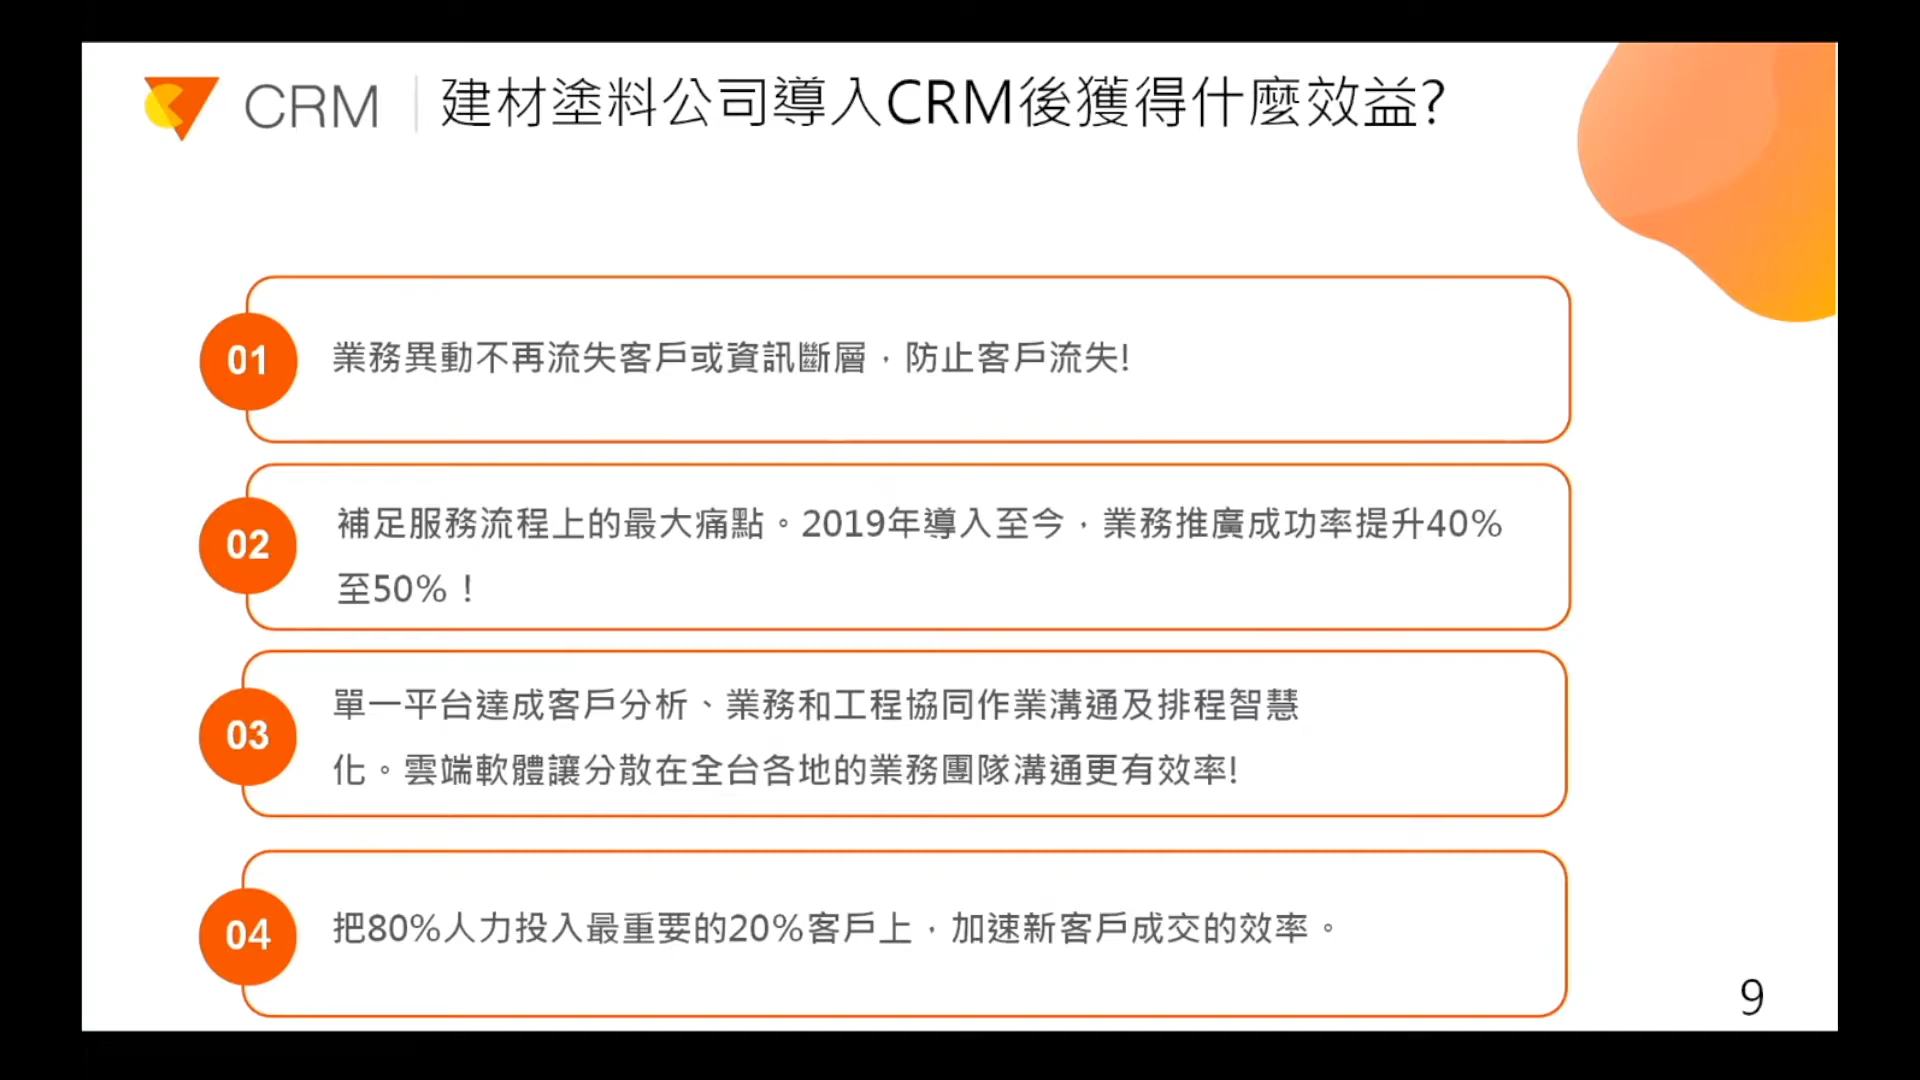 CRM 建材塗料公司導入CRM後獲得什麼效益?
01 業務異動不再流失客戶或資訊斷層，防止客戶流失!
02 補足服務流程上的最大痛點。2019年導入至今，業務推廣成功率提升40%
至50%！
03 單一平台達成客戶分析、業務和工程協同作業溝通及排程智慧
化。雲端軟體讓分散在全台各地的業務團隊溝通更有效率!
04 把80%人力投入最重要的20%客戶上，加速新客戶成交的效率。
9